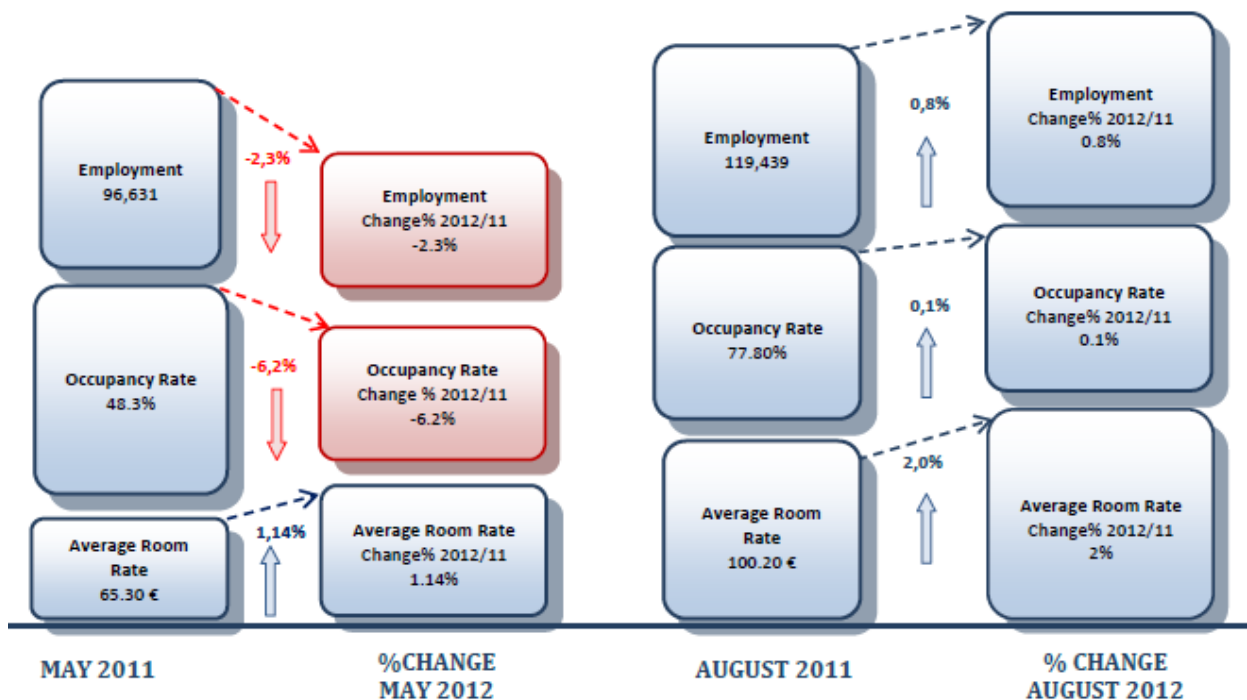 Employment
96,631
-2,3%
Employment
Change% 2012/11
-2.3%
Occupancy Rate
48.3%
-6,2%
Occupancy Rate
Change % 2012/11
-6.2%
Average Room
Rate
65.30 €
1,14%
Average Room Rate
Change% 2012/11
1.14%
MAY 2011
%CHANGE
MAY 2012
Employment
119,439
0,8%
Employment
Change% 2012/11
0.8%
Occupancy Rate
77.80%
0,1%
Occupancy Rate
Change% 2012/11
0.1%
Average Room
Rate
100.20 €
2,0%
Average Room Rate
Change% 2012/11
2%
AUGUST 2011
% CHANGE
AUGUST 2012